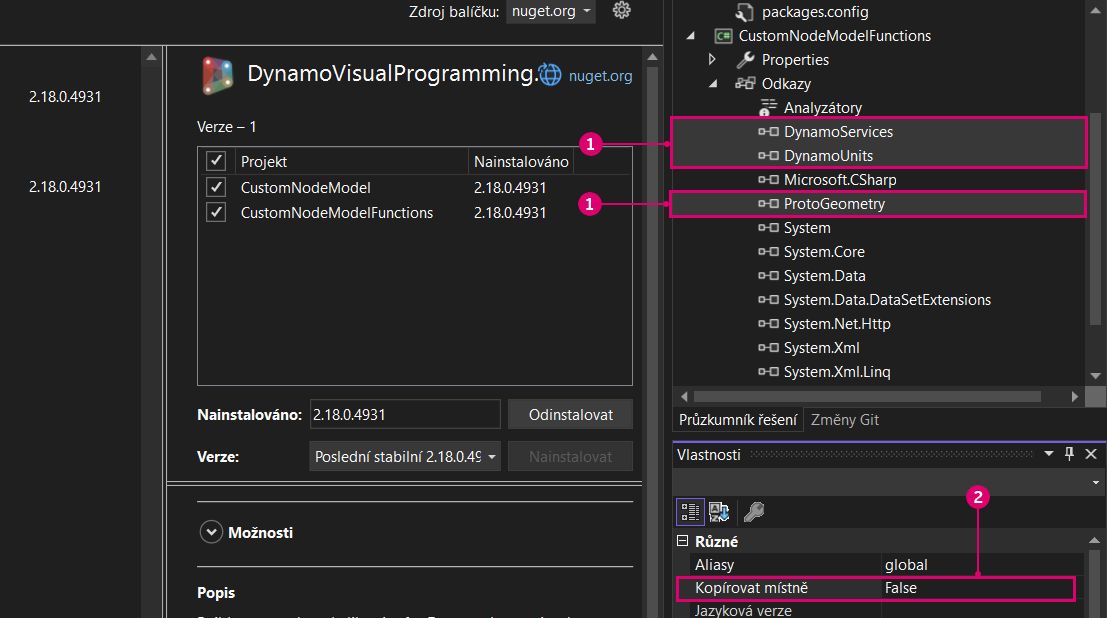 Zdroj balíčku: nuget.org
2.18.0.4931
2.18.0.4931
DynamoVisualProgramming. nuget.org
Verze – 1
Projekt Nainstalováno
CustomNodeModel 2.18.0.4931
CustomNodeModelFunctions 2.18.0.4931
Nainstalováno: 2.18.0.4931 Odinstalovat
Verze: Poslední stabilní 2.18.0.49 Nainstalovat
Možnosti
Popis
packages.config
C# CustomNodeModelFunctions
Properties
Odkazy
Analyzátory
1 DynamoServices
DynamoUnits
Microsoft.CSharp
1 ProtoGeometry
System
System.Core
System.Data
System.Data.DataSetExtensions
System.Net.Http
System.Xml
System.Xml.Linq
Průzkumník řešení Změny Git
Vlastnosti
2
Různé
Aliasy global
Kopírovat místně False
Jazyková verze